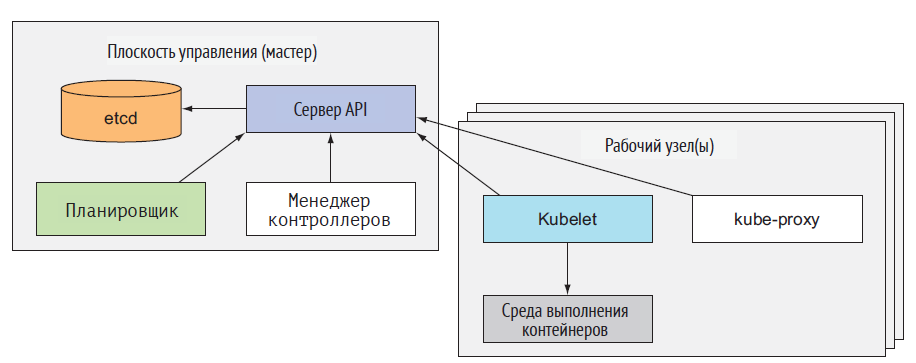 Плоскость управления (мастер)
etcd
Сервер API
Планировщик
Менеджер
контроллеров
Рабочий узел(ы)
Kubelet
kube-proxy
Среда выполнения
контейнеров